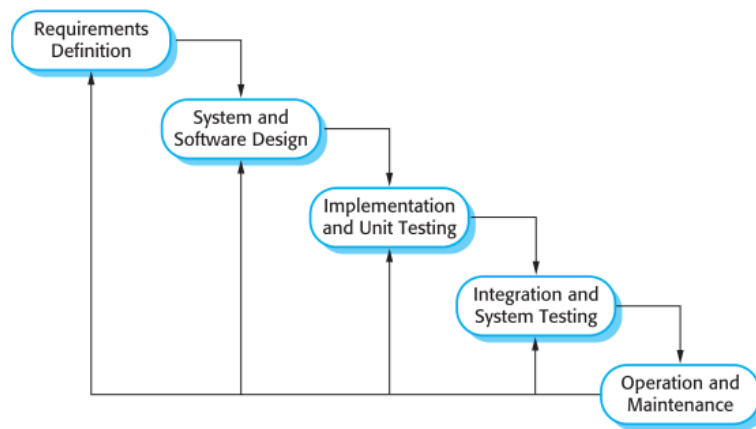 Requirements
Definition
System and
Software Design
Implementation
and Unit Testing
Integration and
System Testing
Operation and
Maintenance